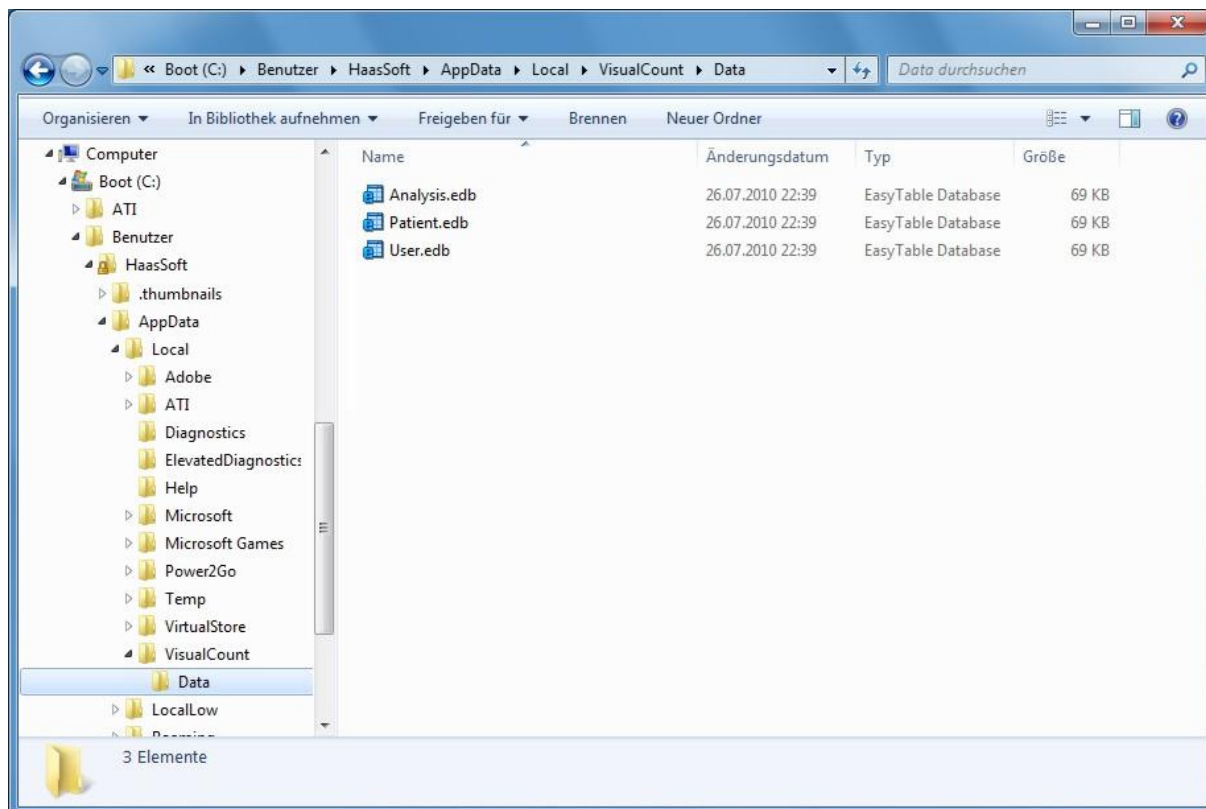 « Boot (C:) ▸ Benutzer ▸ HaasSoft ▸ AppData ▸ Local ▸ VisualCount ▸ Data
Data durchsuchen
Organisieren In Bibliothek aufnehmen Freigeben für Brennen Neuer Ordner
Computer
Boot (C:)
ATI
Benutzer
HaasSoft
.thumbnails
AppData
Local
Adobe
ATI
Diagnostics
ElevatedDiagnostics
Help
Microsoft
Microsoft Games
Power2Go
Temp
VirtualStore
VisualCount
Data
LocalLow
Name Änderungsdatum Typ Größe
Analysis.edb 26.07.2010 22:39 EasyTable Database 69 KB
Patient.edb 26.07.2010 22:39 EasyTable Database 69 KB
User.edb 26.07.2010 22:39 EasyTable Database 69 KB
3 Elemente